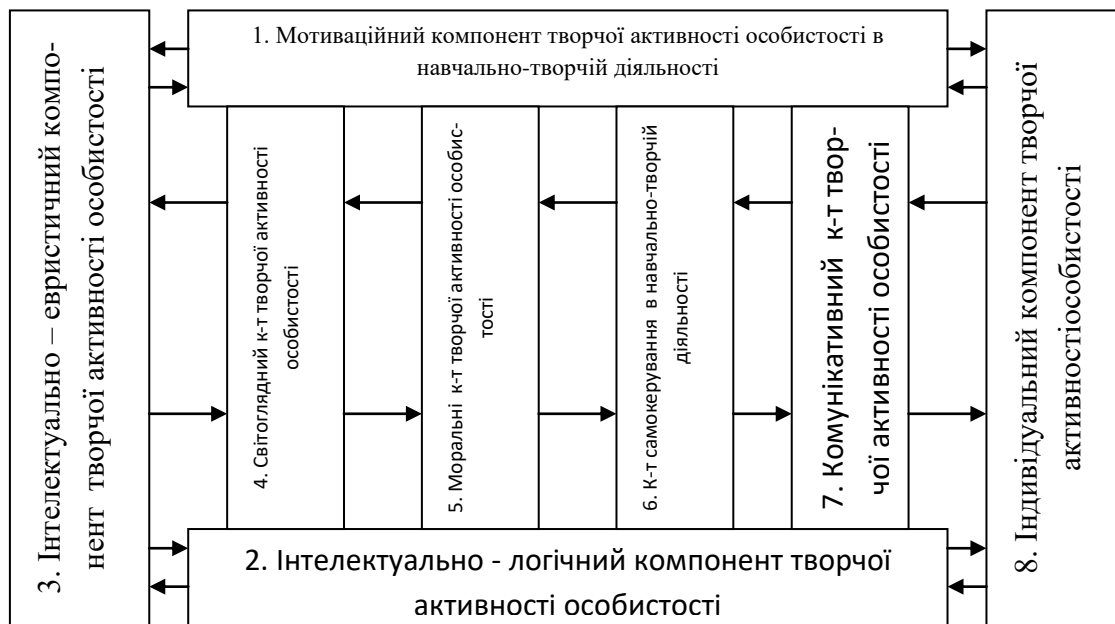 1. Мотиваційний компонент творчої активності особистості в
навчально-творчій діяльності
3. Інтелектуально – евристичний компо-
нент творчої активності особистості
4. Світоглядний к-т творчої активності
особистості
5. Моральні к-т творчої активності особис-
тості
6. К-т самокерування в навчально-творчій
діяльності
7. Комунікативний к-т твор-
чої активності особистості
8. Індивідуальний компонент творчої
активностіособистості
2. Інтелектуально - логічний компонент творчої
активності особистості